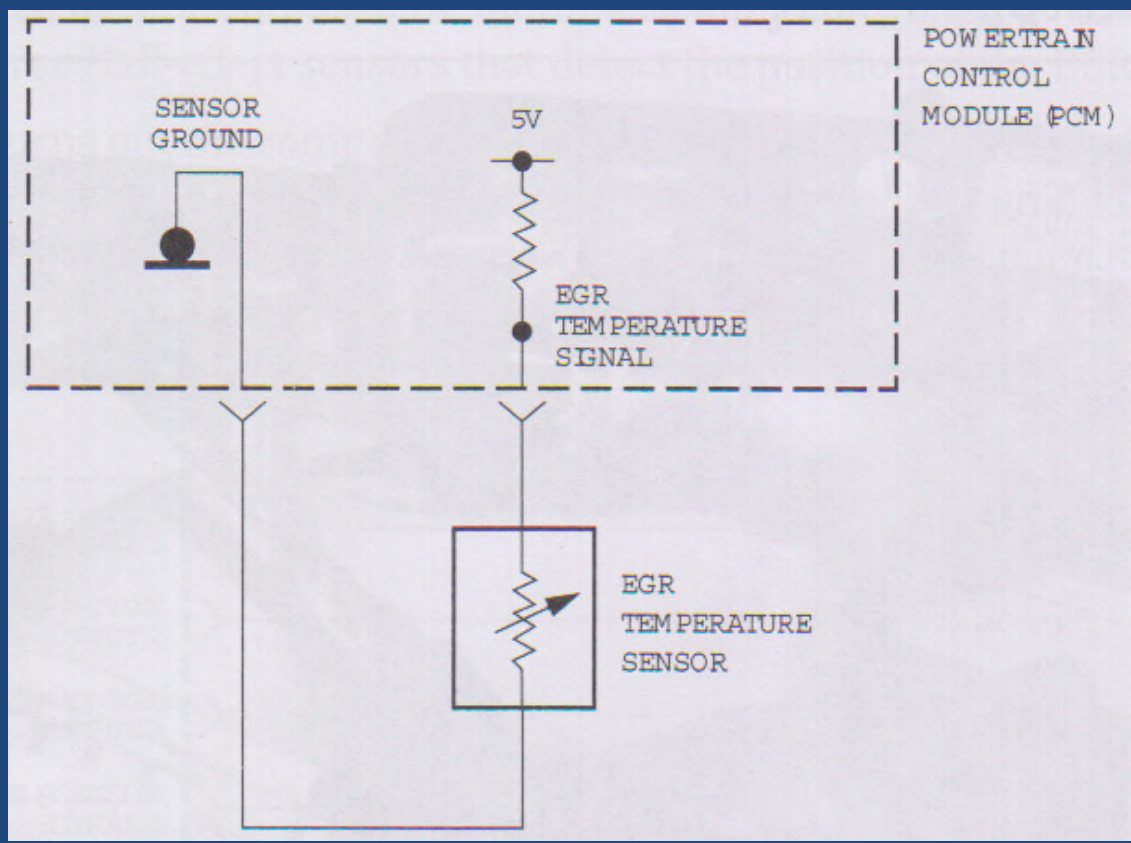 POWERTRAIN
CONTROL
MODULE (PCM)
SENSOR
GROUND
5V
EGR
TEMPERATURE
SIGNAL
EGR
TEMPERATURE
SENSOR